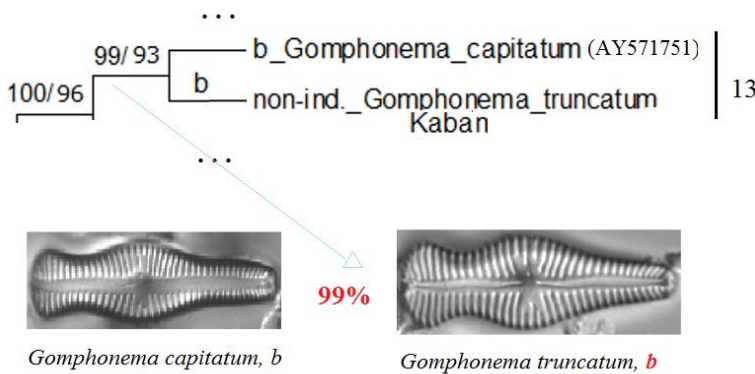 ...
99/93
b_Gomphonema_capitatum (AY571751)
100/96
b
non-ind._Gomphonema_truncatum
Kaban
13
...
99%
Gomphonema capitatum, b
Gomphonema truncatum, b